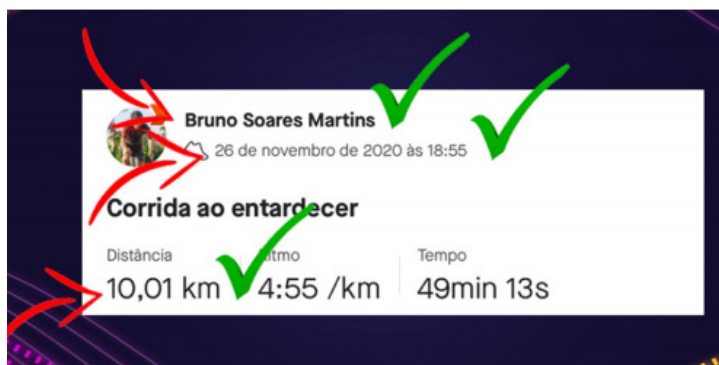 Bruno Soares Martins
26 de novembro de 2020 às 18:55
Corrida ao entardecer
Distância Ritmo Tempo
10,01 km 4:55 /km 49min 13s